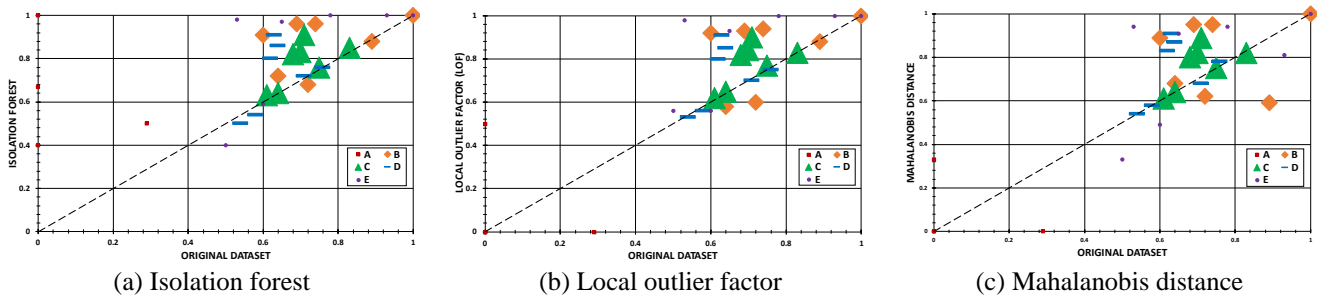 1
0.8
0.6
0.4
0.2
0
0 0.2 0.4 0.6 0.8 1
ISOLATION FOREST
ORIGINAL DATASET
A B
C D
E
(a) Isolation forest
1
0.8
0.6
0.4
0.2
0
0 0.2 0.4 0.6 0.8 1
LOCAL OUTLIER FACTOR (LOF)
ORIGINAL DATASET
A B
C D
E
(b) Local outlier factor
1
0.8
0.6
0.4
0.2
0
0 0.2 0.4 0.6 0.8 1
MAHALANOBIS DISTANCE
ORIGINAL DATASET
A B
C D
E
(c) Mahalanobis distance